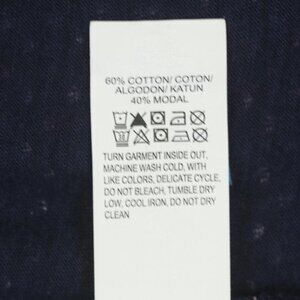 60% COTTON/ COTON/
ALGODON/ KATUN
40% MODAL
TURN GARMENT INSIDE OUT,
MACHINE WASH COLD, WITH
LIKE COLORS, DELICATE CYCLE,
DO NOT BLEACH, TUMBLE DRY
LOW, COOL IRON, DO NOT DRY
CLEAN